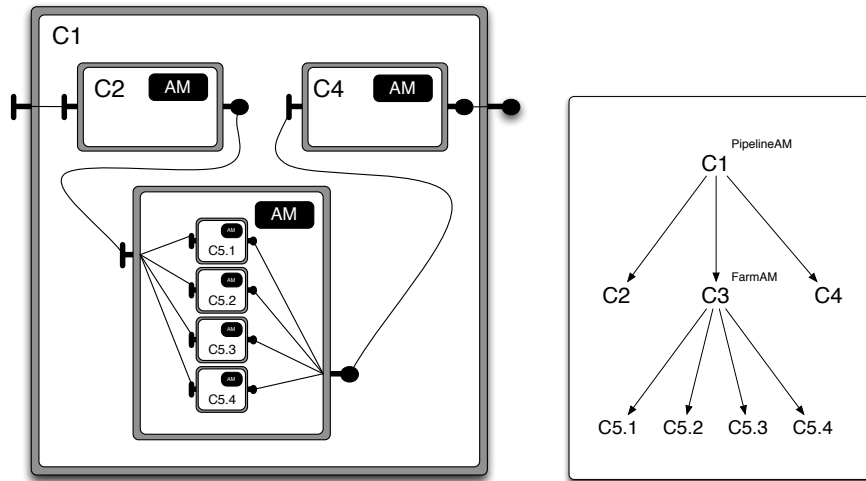 C1
C2 AM
C4 AM
AM
AM
C5.1
AM
C5.2
AM
C5.3
AM
C5.4
PipelineAM
C1
FarmAM
C2 C3 C4
C5.1 C5.2 C5.3 C5.4